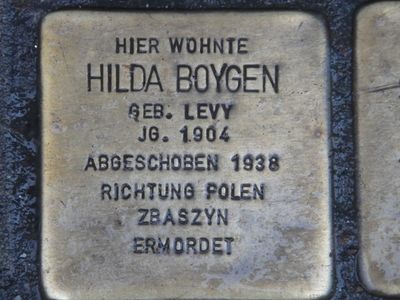 HIER WOHNTE
HILDA BOYGEN
GEB. LEVY
JG. 1904
ABGESCHOBEN 1938
RICHTUNG POLEN
ZBASZYN
ERMORDET